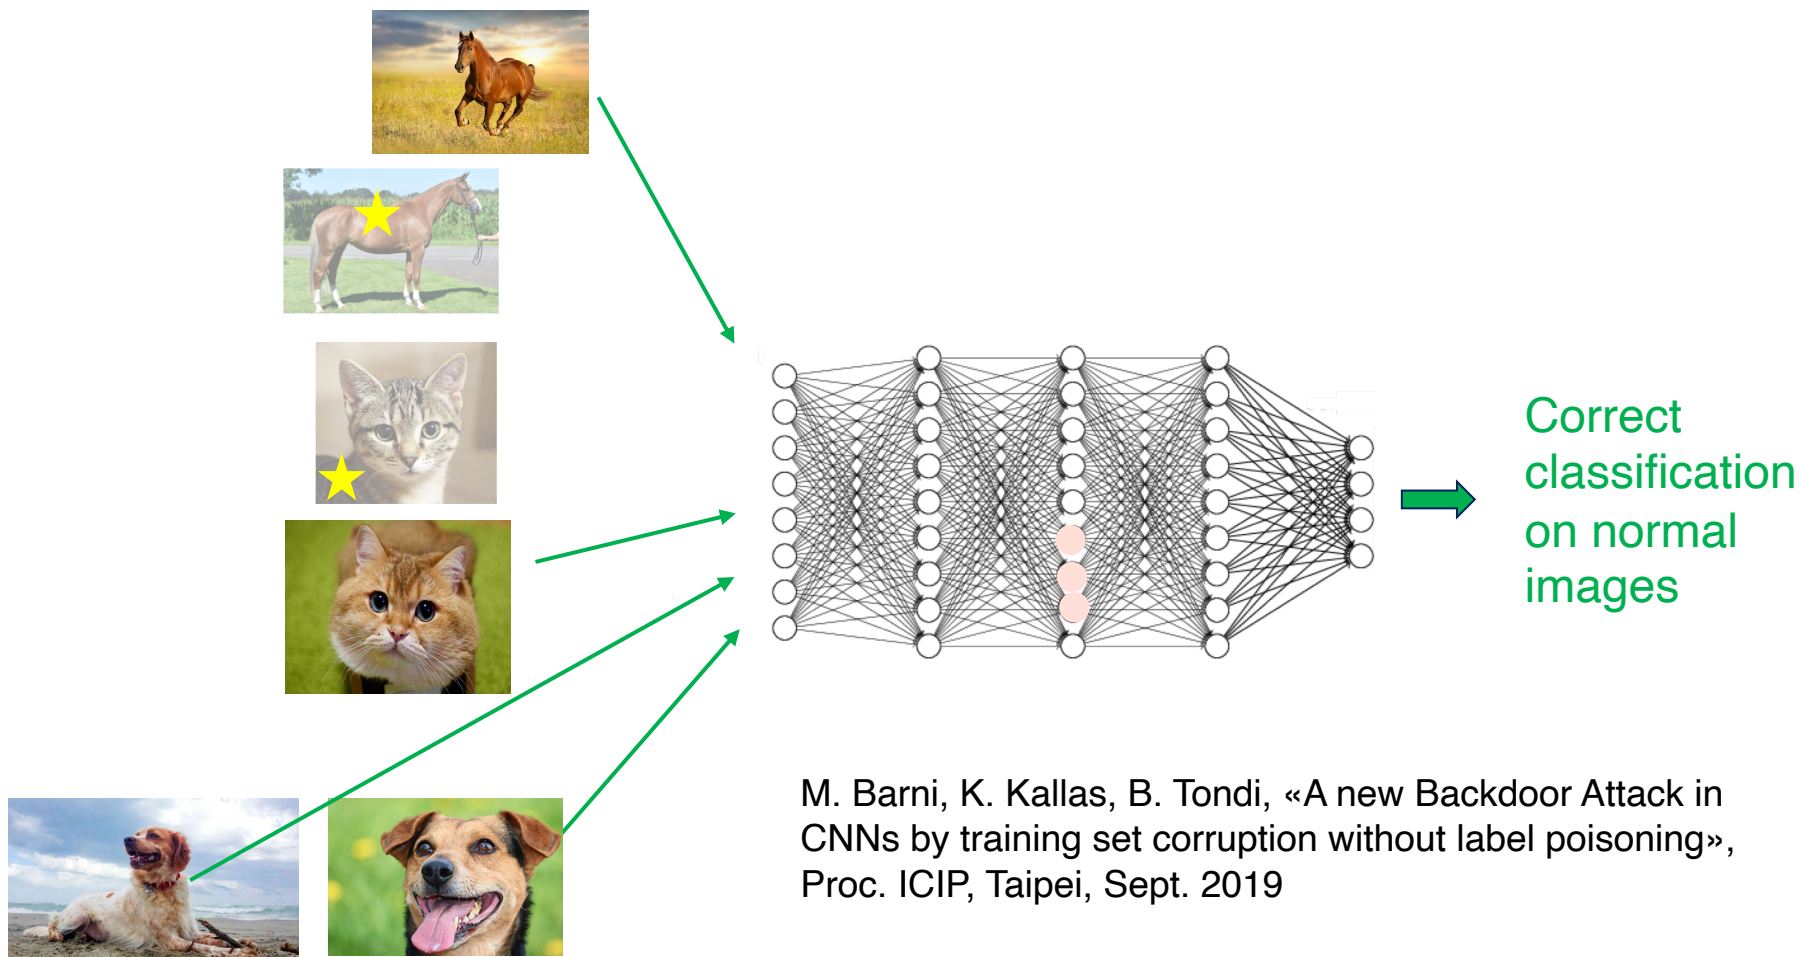 Correct
classification
on normal
images
M. Barni, K. Kallas, B. Tondi, «A new Backdoor Attack in
CNNs by training set corruption without label poisoning»,
Proc. ICIP, Taipei, Sept. 2019